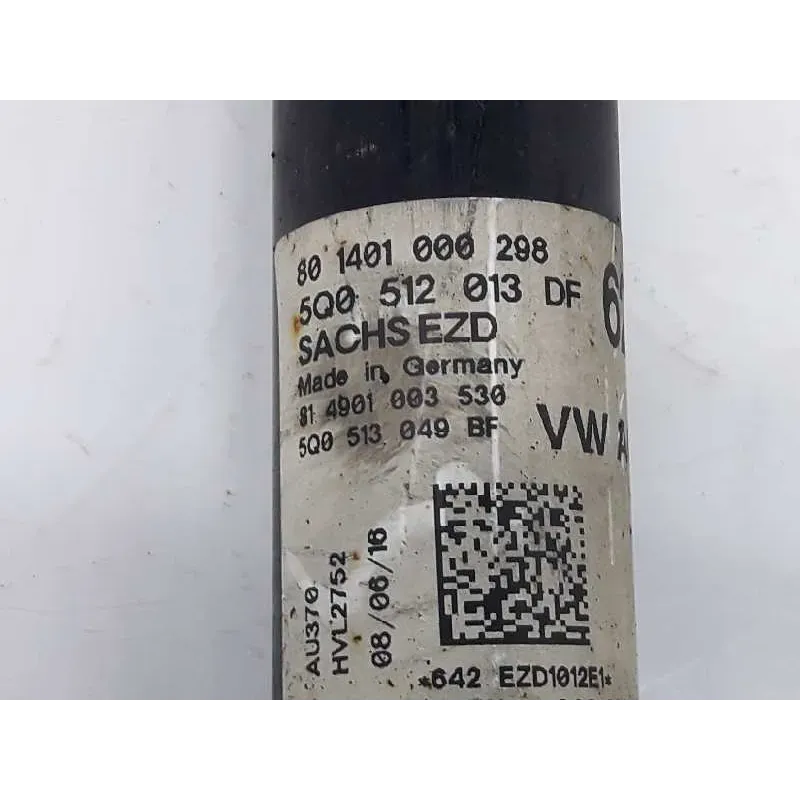 80 1401 000 298
5Q0 512 013 DF
SACHS EZD
Made in Germany
81 4901 003 530
5Q0 513 049 BF
VW
AU370
HVL2752
08/06/16
*642 EZD1012E1*